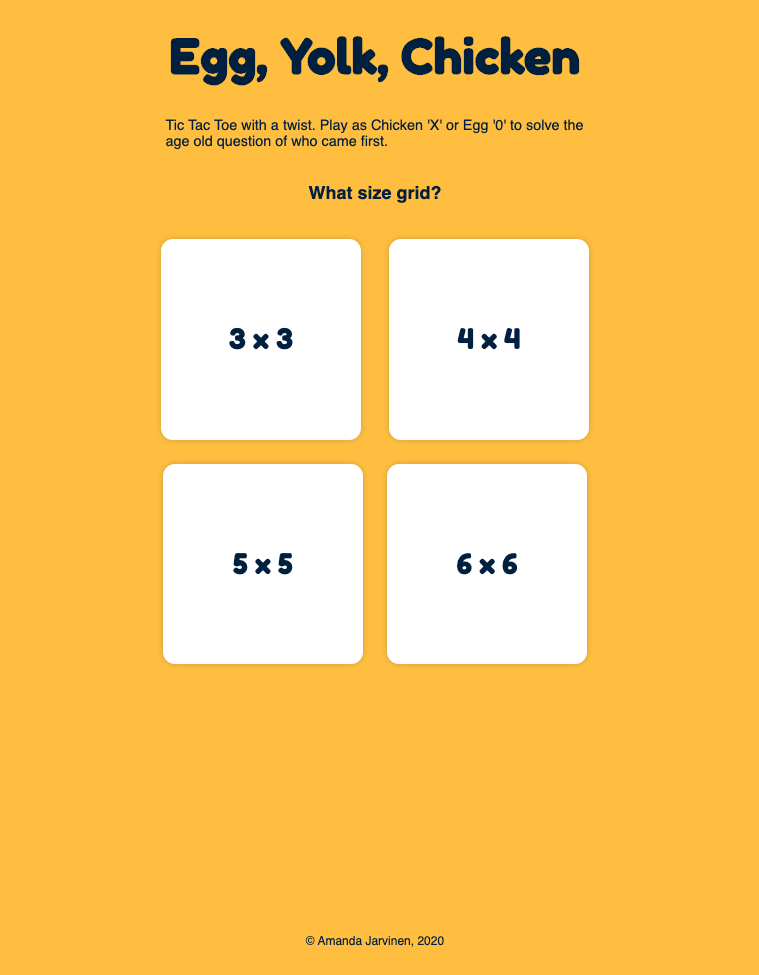 Egg, Yolk, Chicken
Tic Tac Toe with a twist. Play as Chicken 'X' or Egg '0' to solve the
age old question of who came first.
What size grid?
3 x 3
4 x 4
5 x 5
6 x 6
© Amanda Jarvinen, 2020